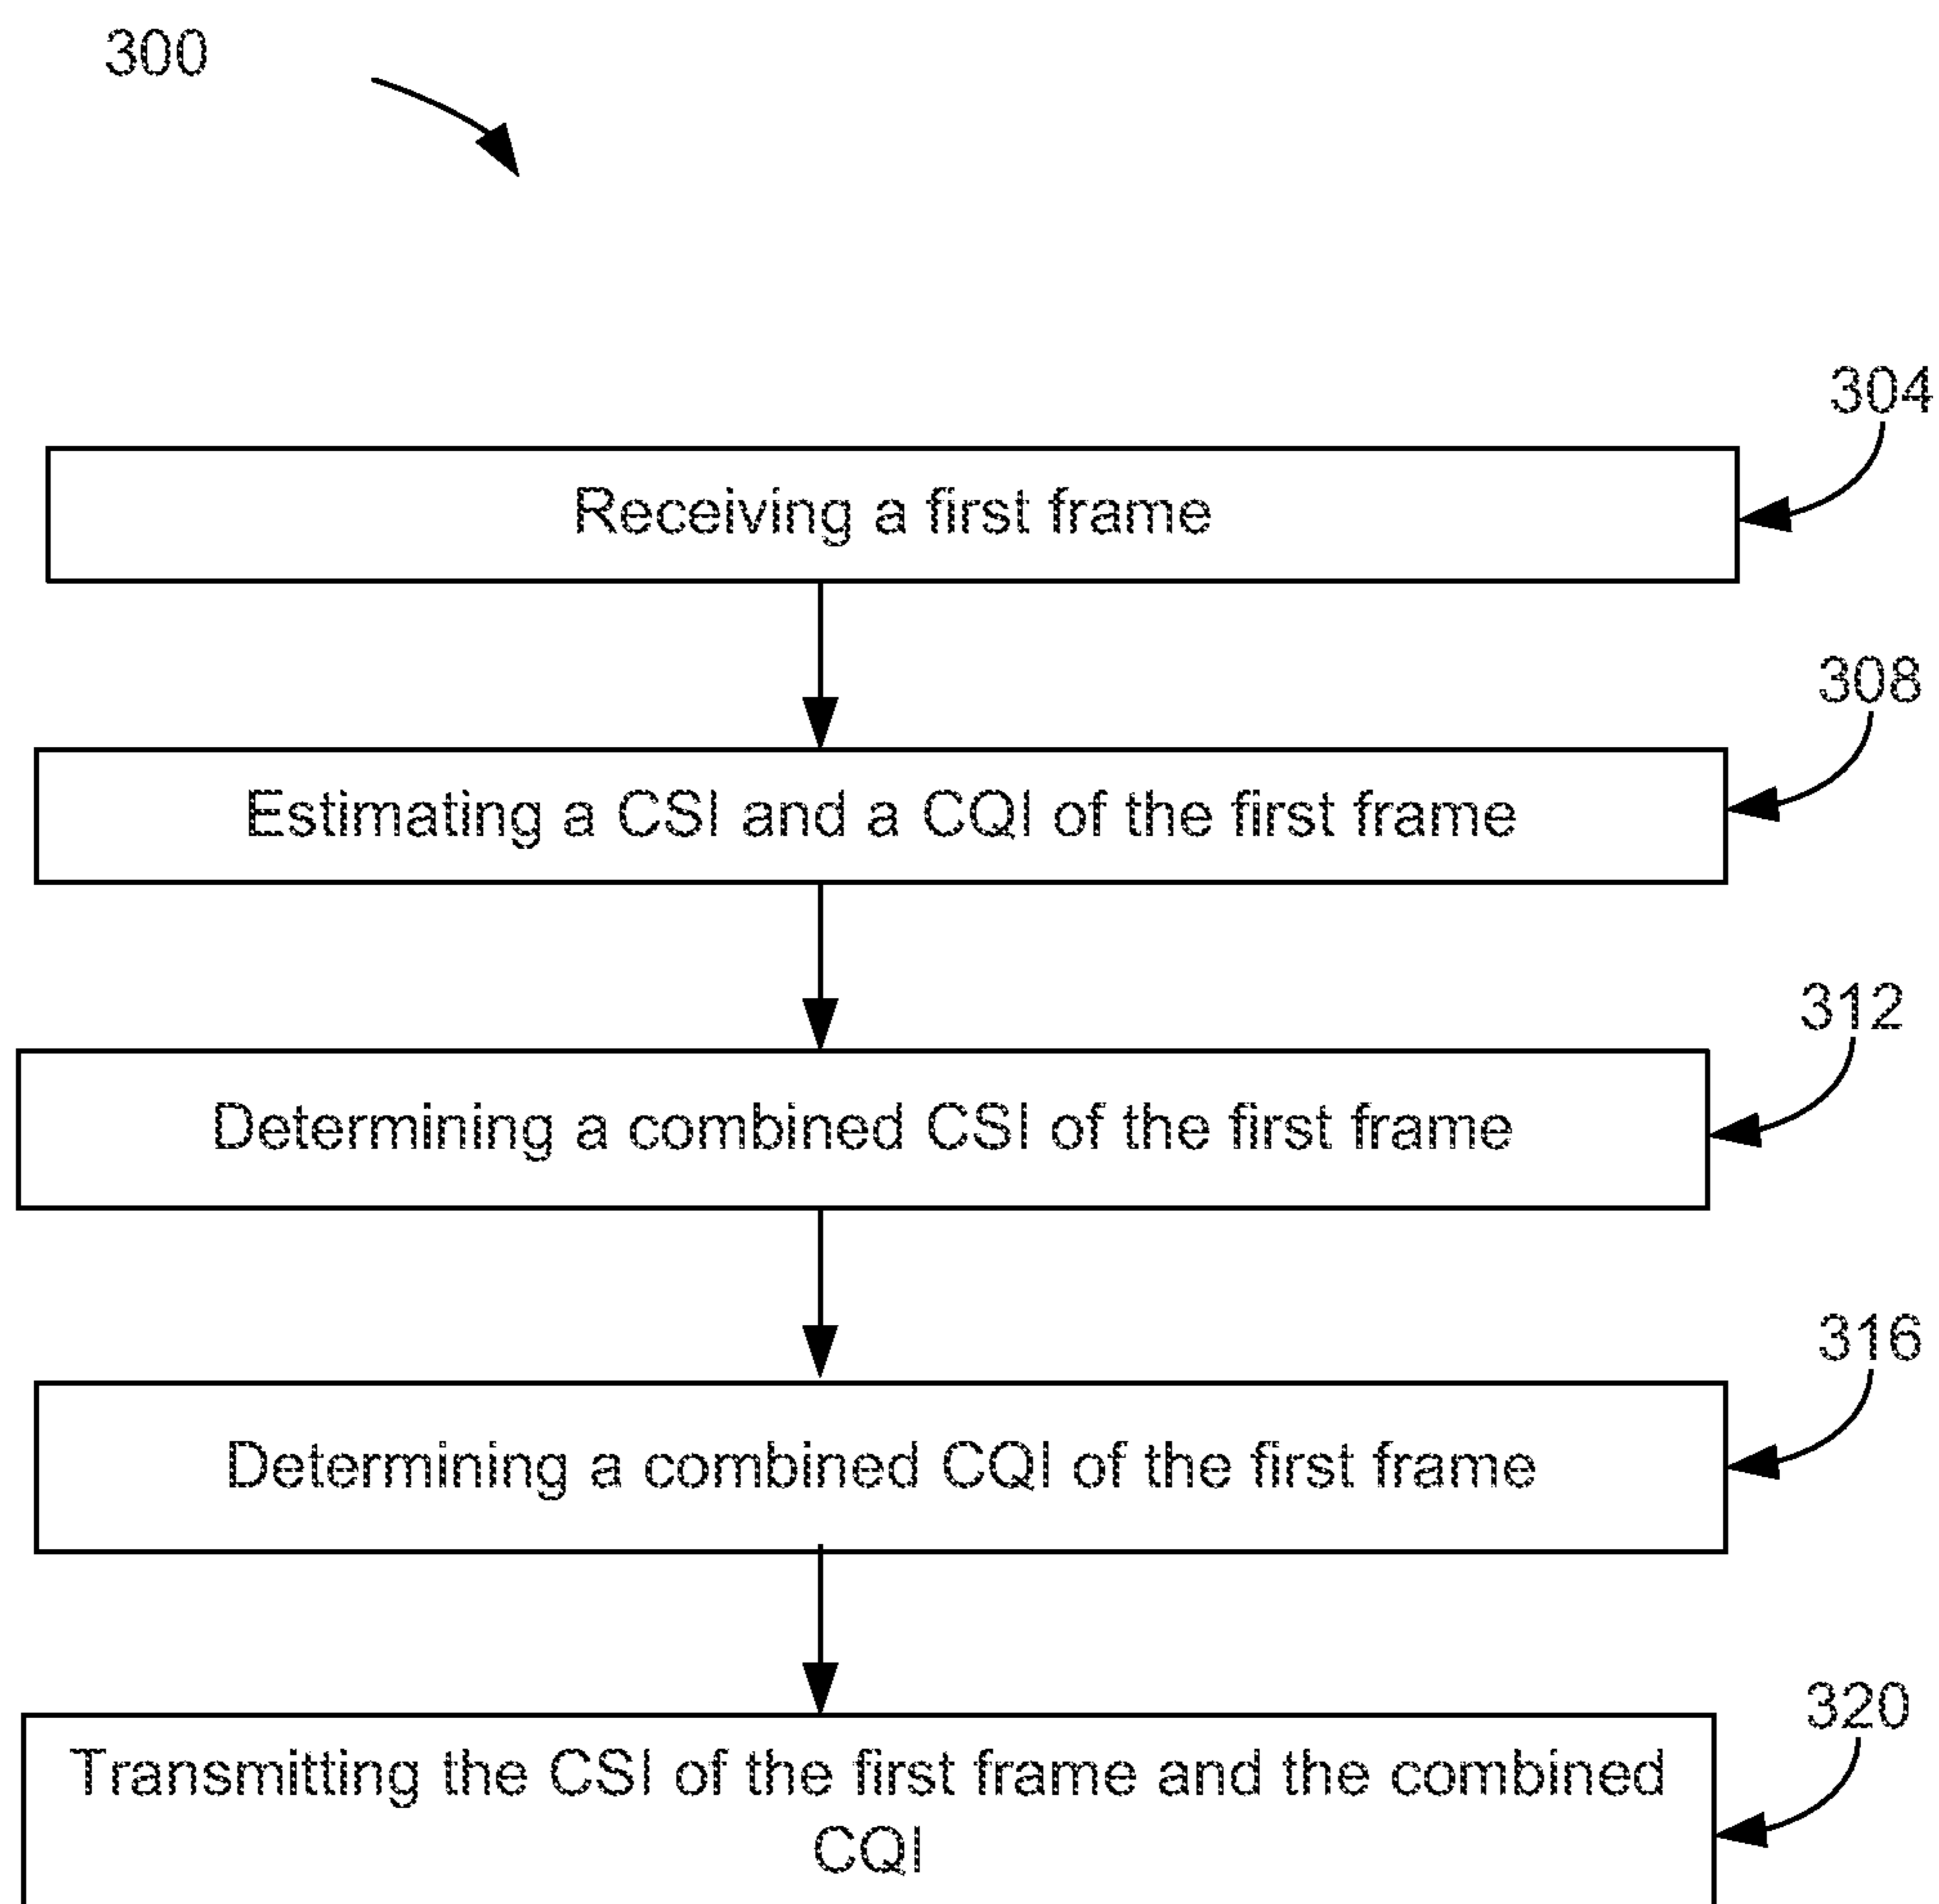 300
304
Receiving a first frame
308
Estimating a CSI and a CQI of the first frame
312
Determining a combined CSI of the first frame
316
Determining a combined CQI of the first frame
320
Transmitting the CSI of the first frame and the combined
CQI